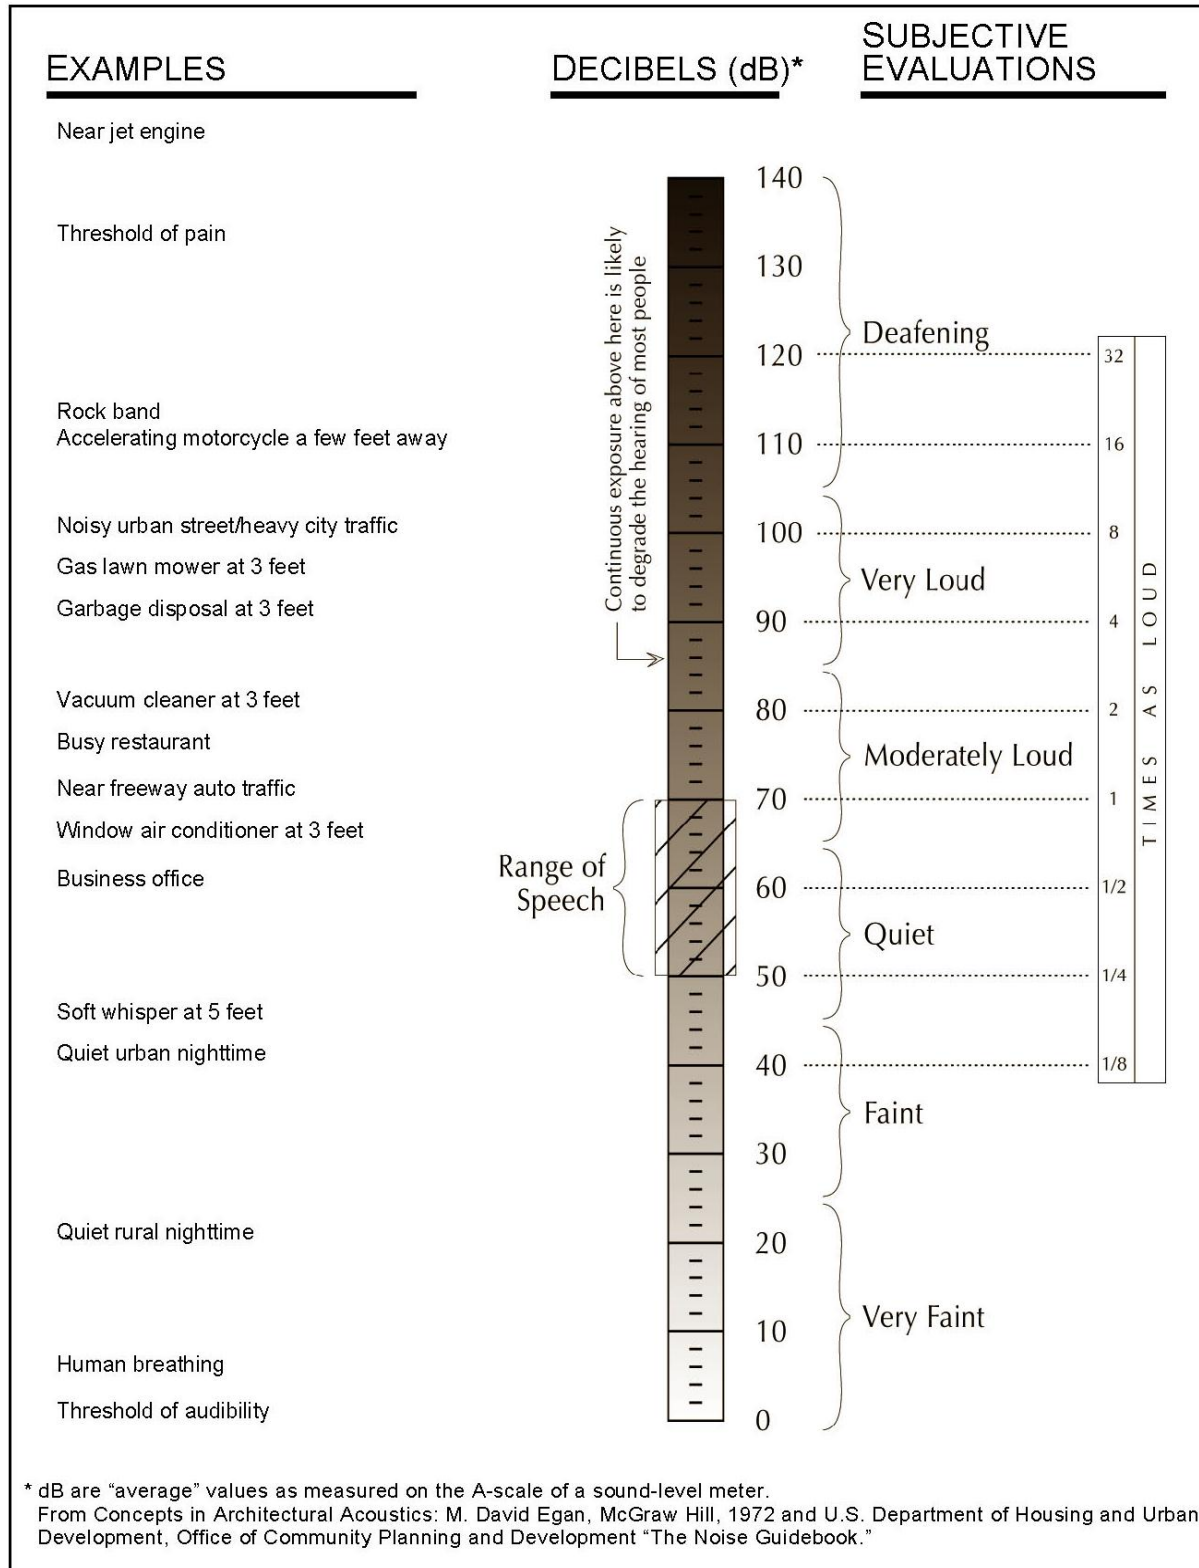 EXAMPLES
DECIBELS (dB)*
SUBJECTIVE
EVALUATIONS
Near jet engine
Threshold of pain
Rock band
Accelerating motorcycle a few feet away
Noisy urban street/heavy city traffic
Gas lawn mower at 3 feet
Garbage disposal at 3 feet
Vacuum cleaner at 3 feet
Busy restaurant
Near freeway auto traffic
Window air conditioner at 3 feet
Business office
Soft whisper at 5 feet
Quiet urban nighttime
Quiet rural nighttime
Human breathing
Threshold of audibility
Continuous exposure above here is likely
to degrade the hearing of most people
Range of
Speech
140
130
120
110
100
90
80
70
60
50
40
30
20
10
0
Deafening
Very Loud
Moderately Loud
Quiet
Faint
Very Faint
32
16
8
4
2
1
1/2
1/4
1/8
TIMES AS LOUD
* dB are “average” values as measured on the A-scale of a sound-level meter.
From Concepts in Architectural Acoustics: M. David Egan, McGraw Hill, 1972 and U.S. Department of Housing and Urban
Development, Office of Community Planning and Development “The Noise Guidebook.”